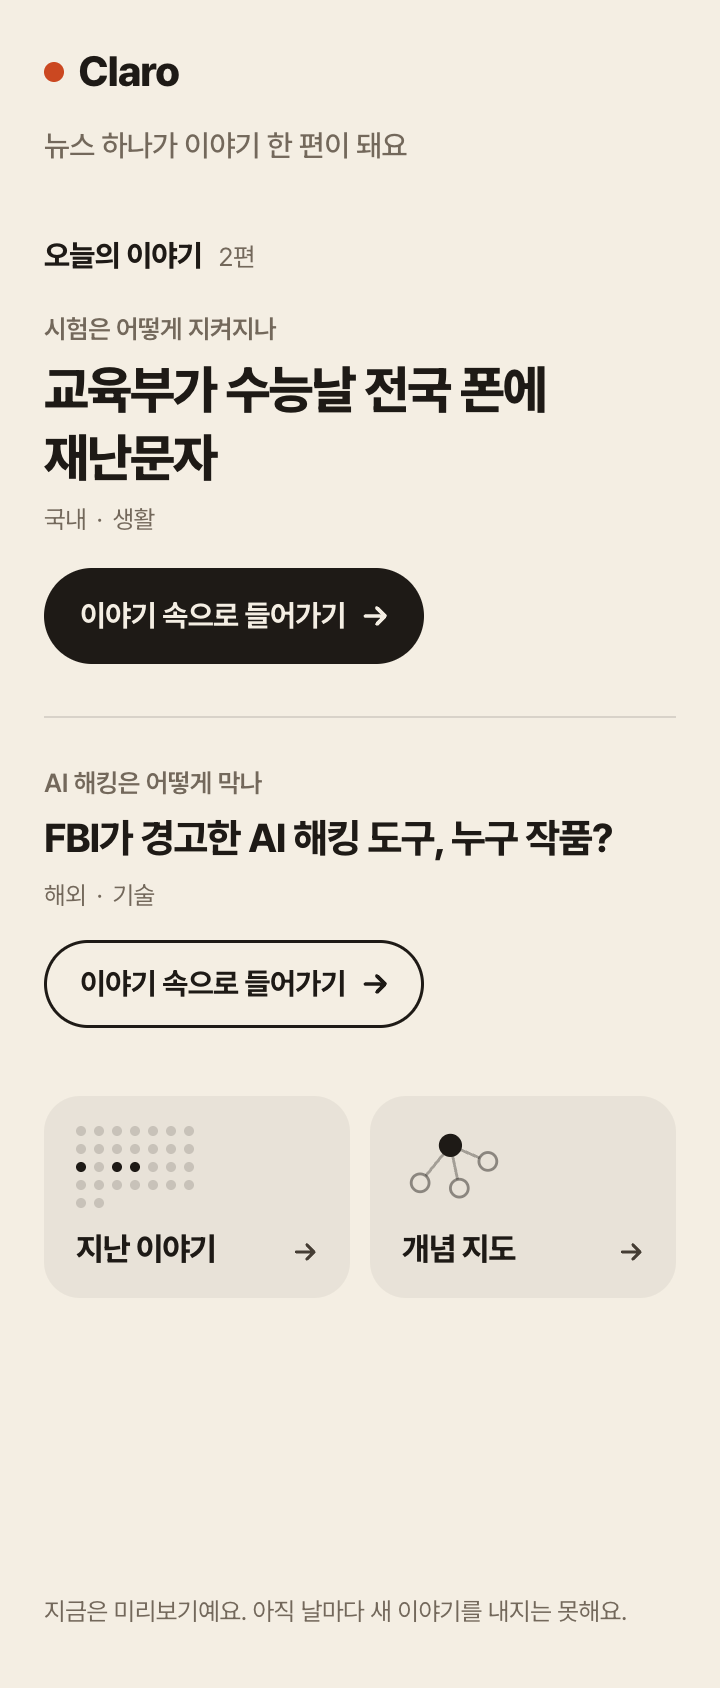 Claro
뉴스 하나가 이야기 한 편이 돼요
오늘의 이야기 2편
시험은 어떻게 지켜지나
교육부가 수능날 전국 폰에
재난문자
국내 · 생활
이야기 속으로 들어가기 →
AI 해킹은 어떻게 막나
FBI가 경고한 AI 해킹 도구, 누구 작품?
해외 · 기술
이야기 속으로 들어가기 →
지난 이야기 →
개념 지도 →
지금은 미리보기예요. 아직 날마다 새 이야기를 내지는 못해요.